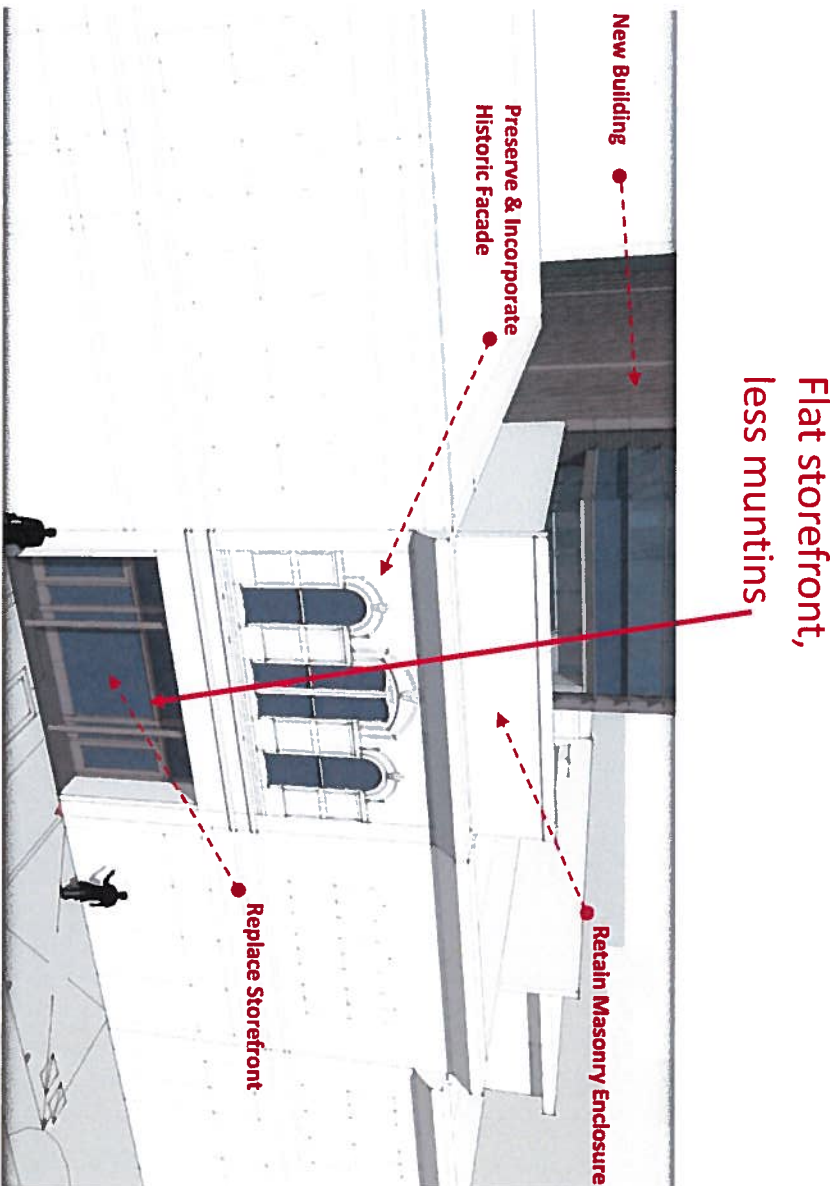 Flat storefront,
less muntins
New Building
Preserve & Incorporate
Historic Facade
Retain Masonry Enclosure
Replace Storefront